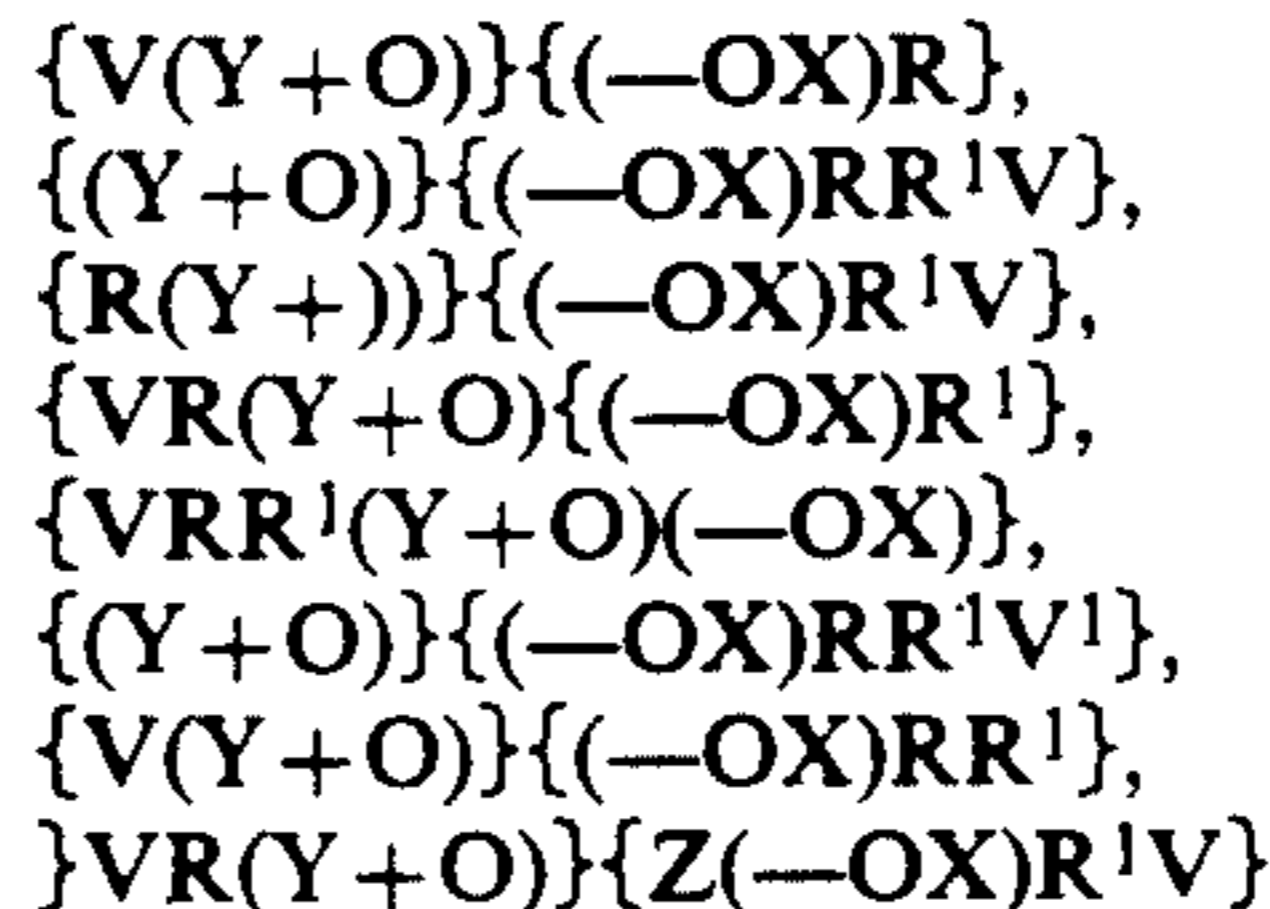 {V(Y+O)}{(—OX)R},
{(Y+O)}{(—OX)RR¹V},
{R(Y+))}{(—OX)R¹V},
{VR(Y+O){(—OX)R¹},
{VRR¹(Y+O)(—OX)},
{(Y+O)}{(—OX)RR¹V¹},
{V(Y+O)}{(—OX)RR¹},
}VR(Y+O)}{Z(—OX)R¹V}